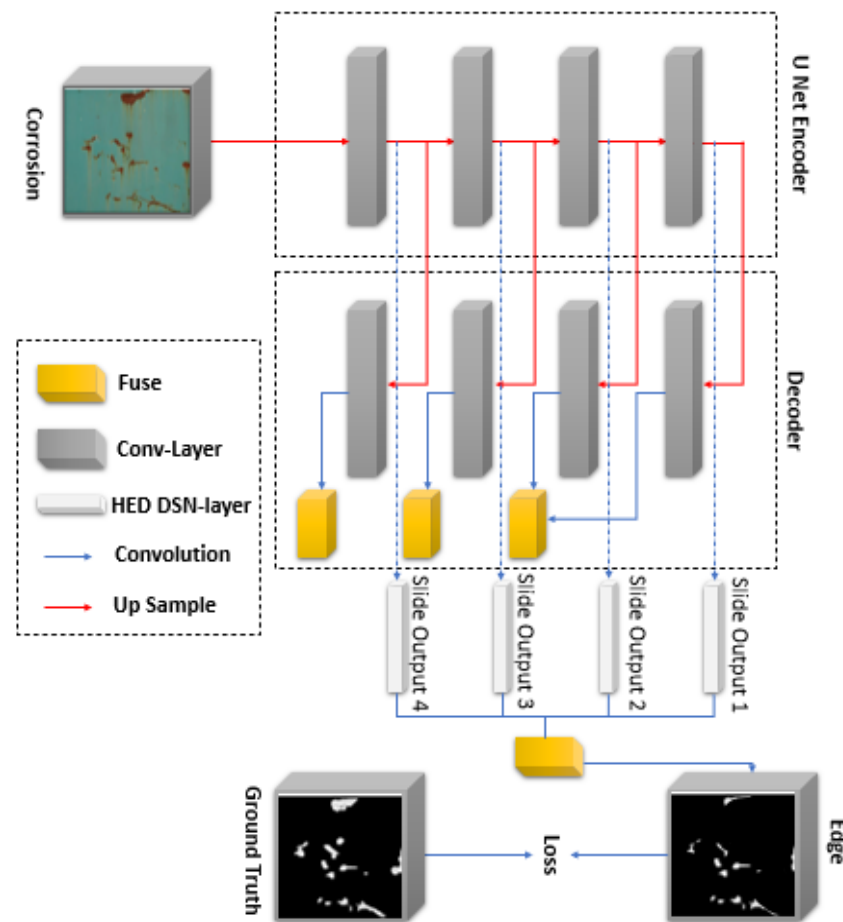 U Net Encoder
Corrosion
Decoder
Fuse
Conv-Layer
HED DSN-layer
Convolution
Up Sample
Slide Output 4
Slide Output 3
Slide Output 2
Slide Output 1
Ground Truth
Loss
Edge